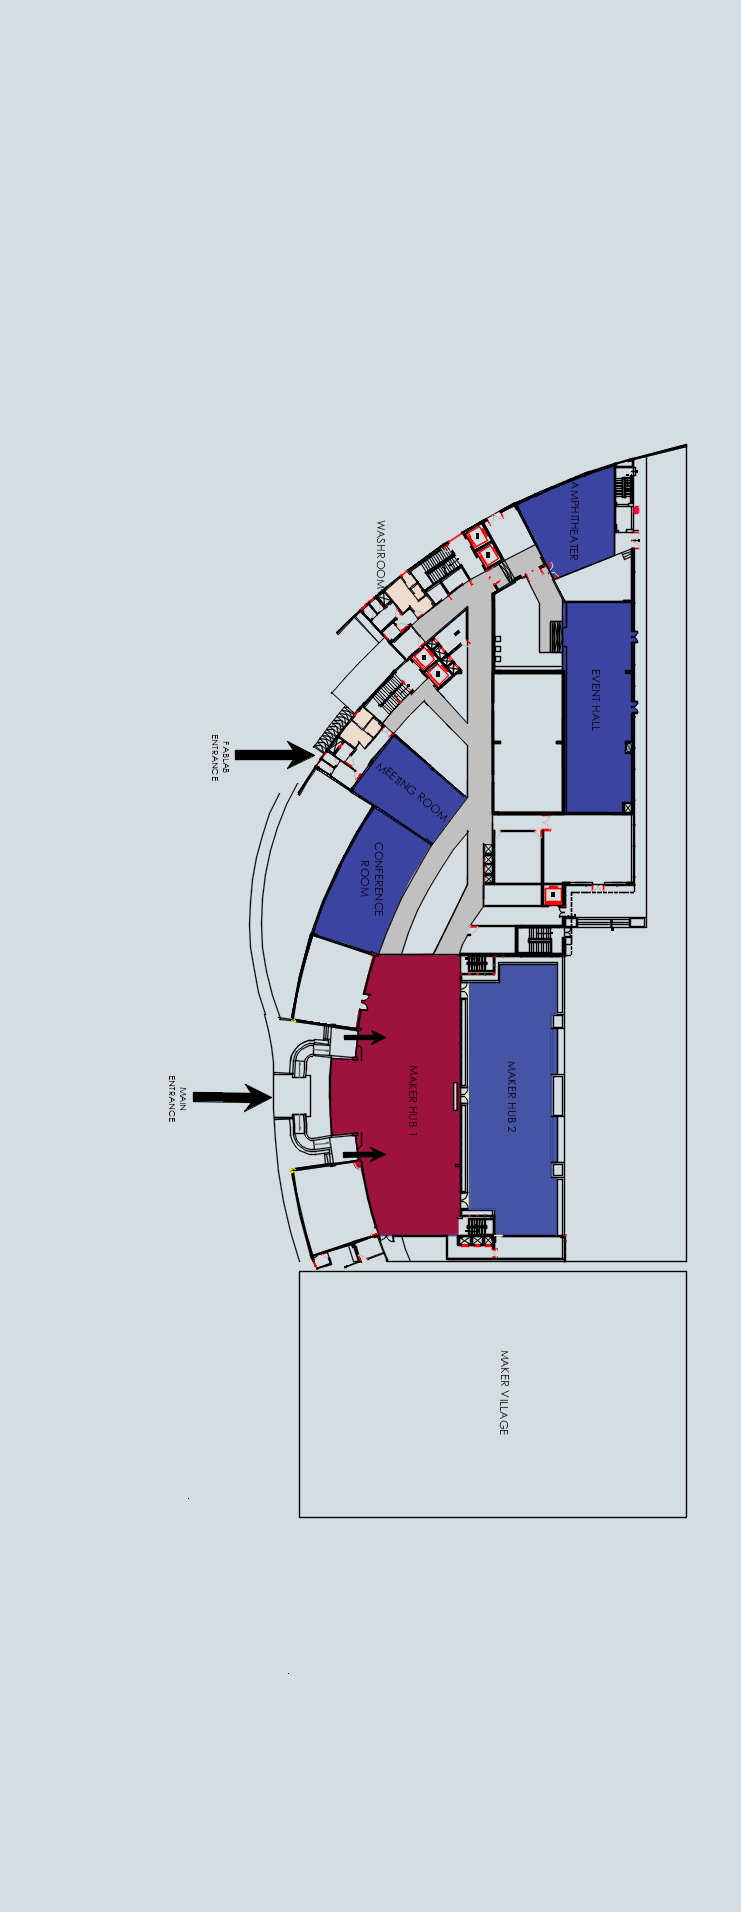 AMPHITHEATER
WASHROOM
EVENT HALL
FABLAB
ENTRANCE
MEETING ROOM
CONFERENCE
ROOM
MAIN
ENTRANCE
MAKER HUB 1
MAKER HUB 2
MAKER VILLAGE